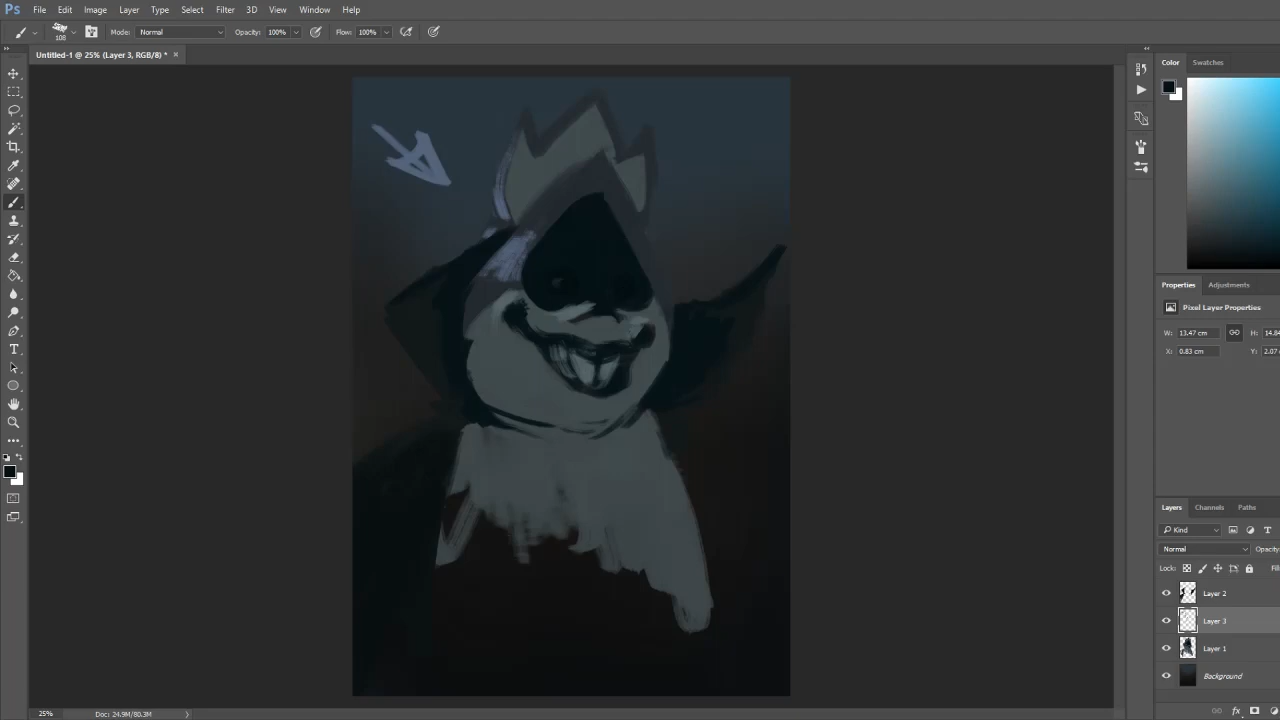 Ps File Edit Image Layer Type Select Filter 3D View Window Help
108 Mode: Normal Opacity: 100% Flow: 100%
Untitled-1 @ 25% (Layer 3, RGB/8) * ×
Color Swatches
Properties Adjustments
Pixel Layer Properties
W: 13.47 cm H: 14.84
X: 0.83 cm Y: 2.07
Layers Channels Paths
Kind
Normal Opacity:
Lock: Fill
Layer 2
Layer 3
Layer 1
Background
fx
25% Doc: 24.9M/80.3M